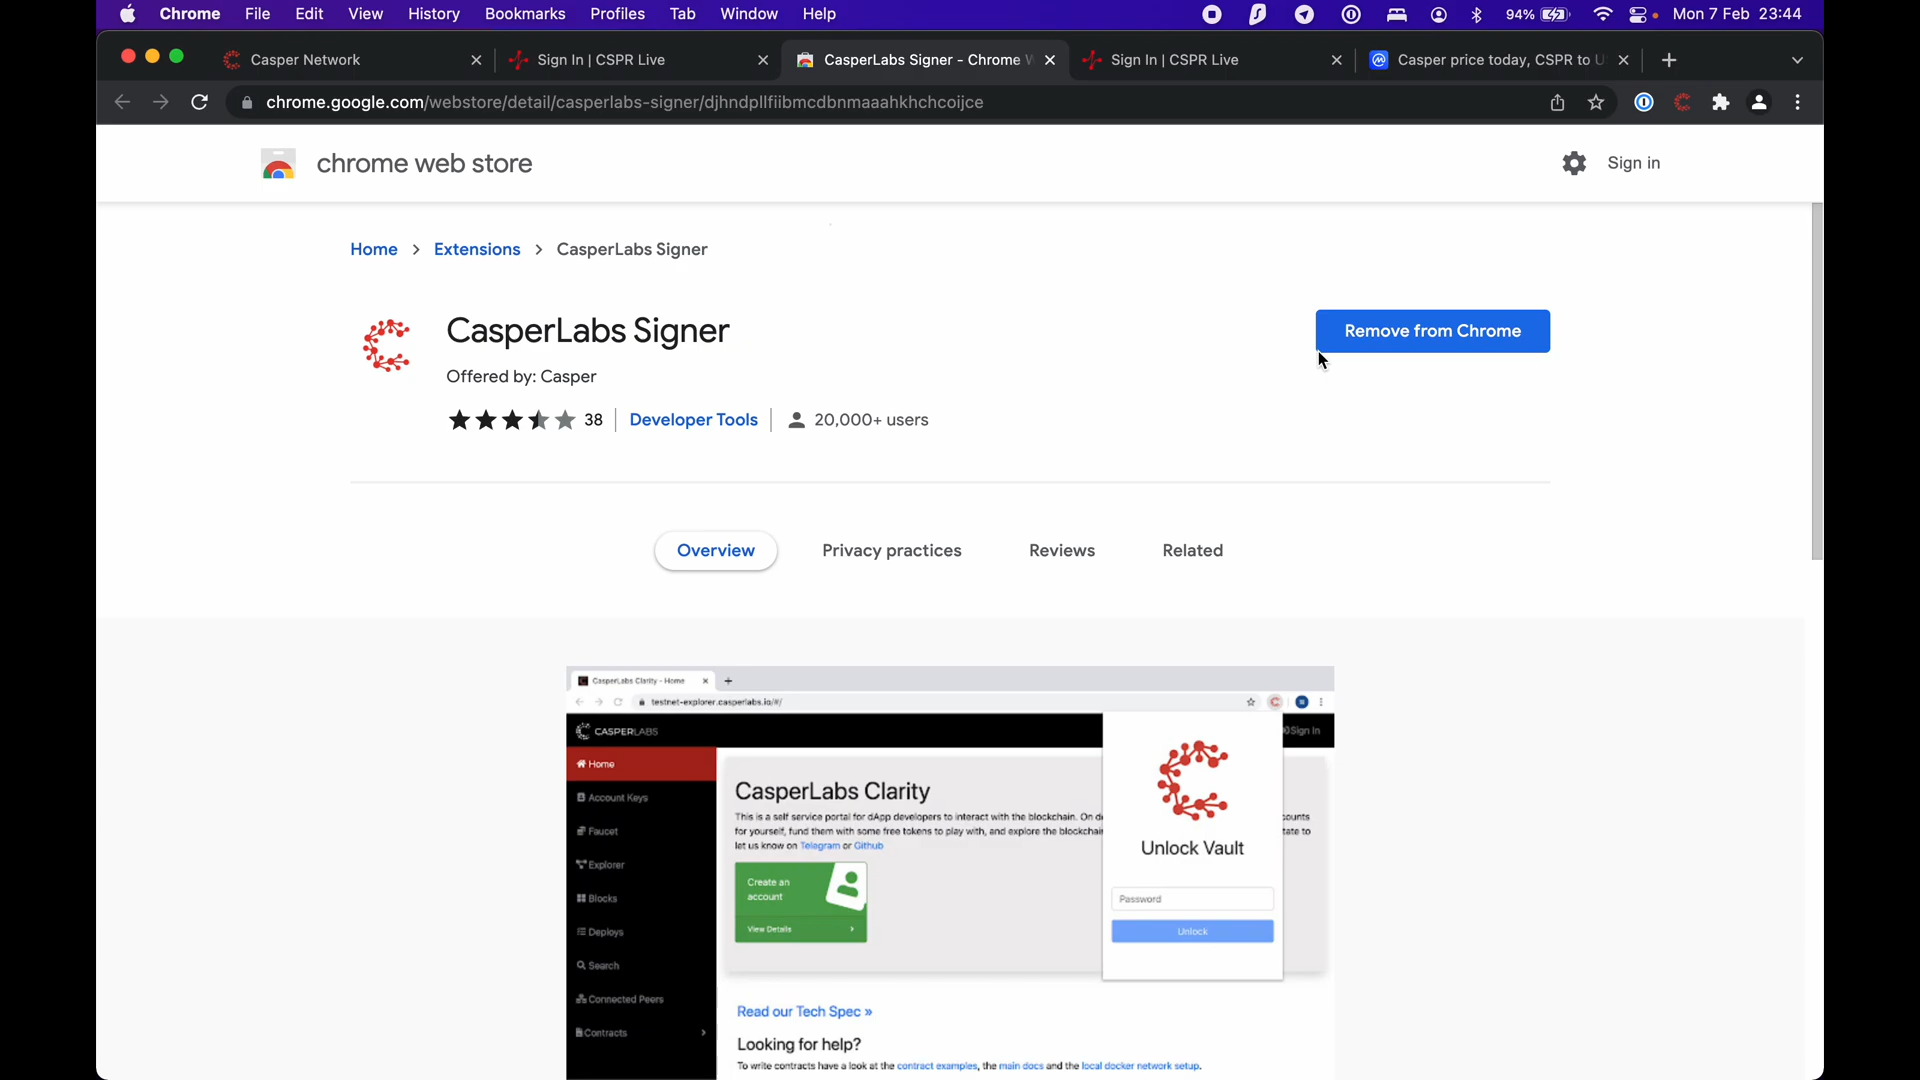 Chrome File Edit View History Bookmarks Profiles Tab Window Help 94% Mon 7 Feb 23:44
Casper Network Sign In | CSPR Live CasperLabs Signer - Chrome W Sign In | CSPR Live Casper price today, CSPR to U
chrome.google.com/webstore/detail/casperlabs-signer/djhndpllfiibmcdbnmaaahkhchcoijce
chrome web store Sign in
Home > Extensions > CasperLabs Signer
CasperLabs Signer
Remove from Chrome
Offered by: Casper
38 Developer Tools 20,000+ users
Overview Privacy practices Reviews Related
CasperLabs Clarity - Home
testnet-explorer.casperlabs.io/#/
CASPERLABS Sign In
Home
Account Keys
Faucet
Explorer
Blocks
Deploys
Search
Connected Peers
Contracts
CasperLabs Clarity
This is a self service portal for dApp developers to interact with the blockchain. On d counts
for yourself, fund them with some free tokens to play with, and explore the blockchai tate to
let us know on Telegram or Github
Create an
account
View Details
Unlock Vault
Password
Unlock
Read our Tech Spec »
Looking for help?
To write contracts have a look at the contract examples, the main docs and the local docker network setup.